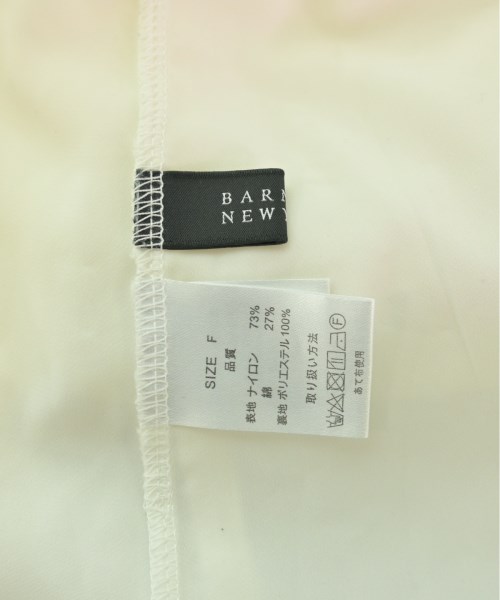 BAR
NEW
SIZE F
品質
表地 ナイロン 73%
綿 27%
裏地 ポリエステル 100%
取り扱い方法
F
あて布使用